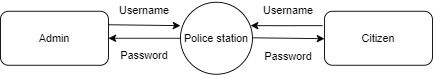 Username
Username
Admin
Police station
Citizen
Password
Password